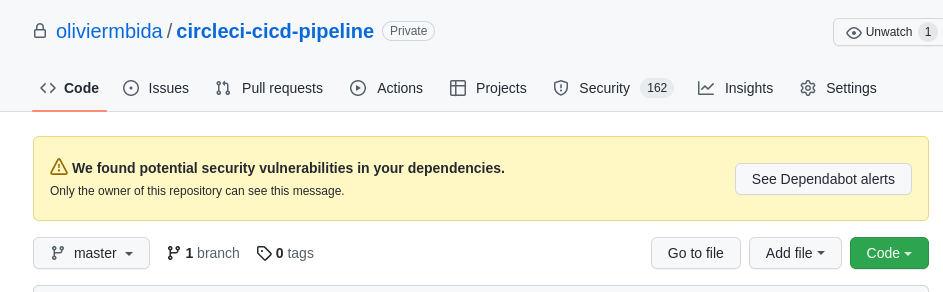 oliviermbida / circleci-cicd-pipeline Private Unwatch 1
Code Issues Pull requests Actions Projects Security 162 Insights Settings
We found potential security vulnerabilities in your dependencies.
Only the owner of this repository can see this message.
See Dependabot alerts
master 1 branch 0 tags Go to file Add file Code